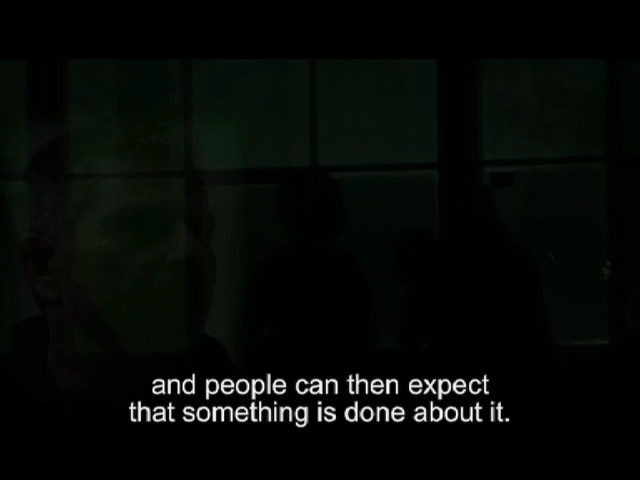 and people can then expect
that something is done about it.